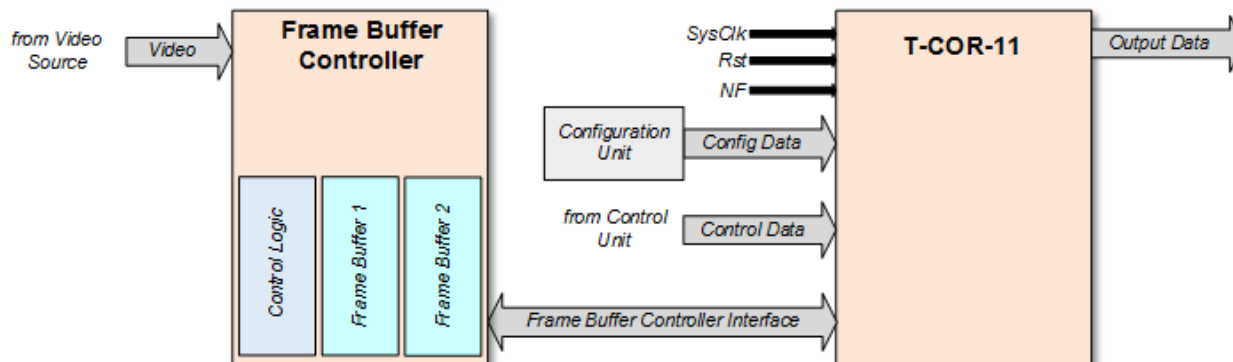 from Video
Source
Video
Frame Buffer
Controller
Control Logic
Frame Buffer 1
Frame Buffer 2
SysClk
Rst
NF
Configuration
Unit
Config Data
from Control
Unit
Control Data
Frame Buffer Controller Interface
T-COR-11
Output Data